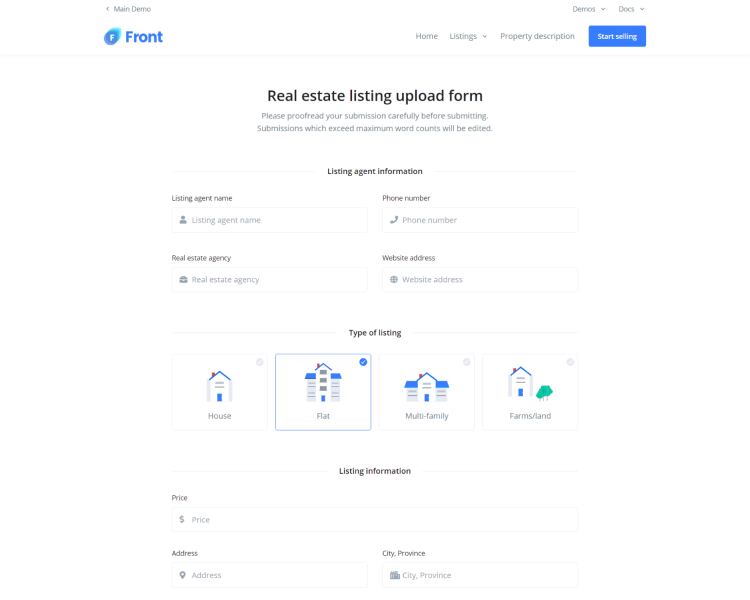 Main Demo
Demos
Docs
Front
Home
Listings
Property description
Start selling
Real estate listing upload form
Please proofread your submission carefully before submitting.
Submissions which exceed maximum word counts will be edited.
Listing agent information
Listing agent name
Phone number
Listing agent name
Phone number
Real estate agency
Website address
Real estate agency
Website address
Type of listing
House
Flat
Multi-family
Farms/land
Listing information
Price
$ Price
Address
City, Province
Address
City, Province